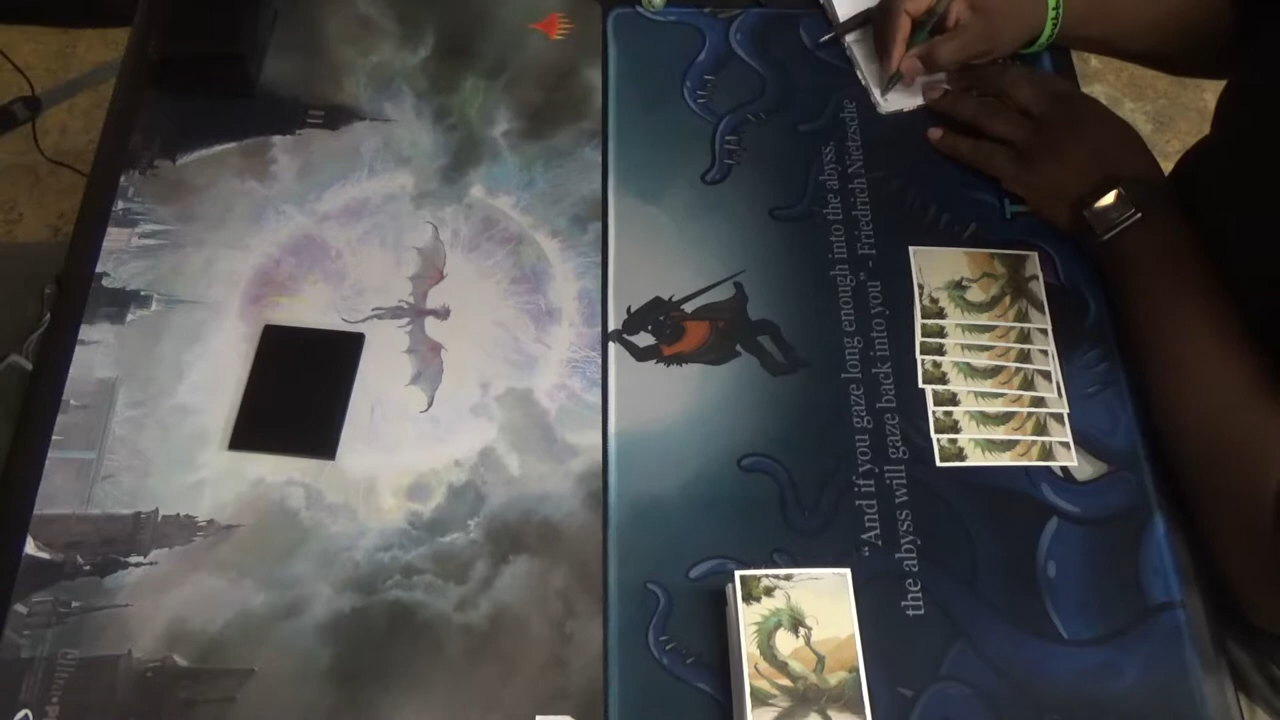 “And if you gaze long enough into the abyss,
the abyss will gaze back into you” - Friedrich Nietzsche